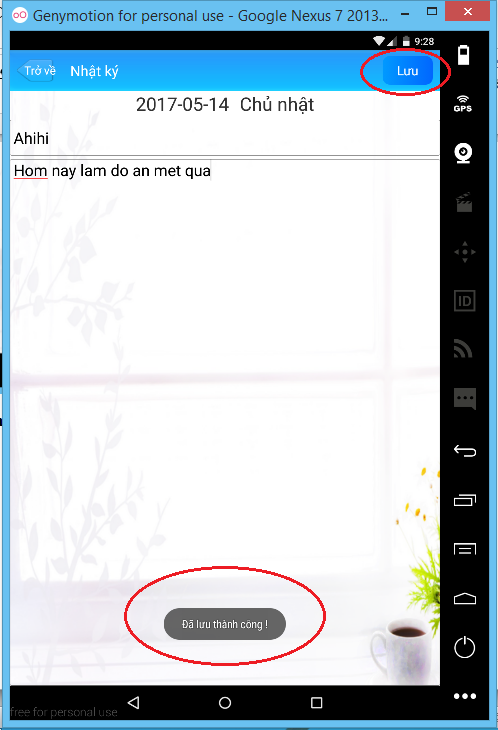 Genymotion for personal use - Google Nexus 7 2013...
9:28
Trở về Nhật ký Lưu
GPS
2017-05-14 Chủ nhật
Ahihi
Hom nay lam do an met qua
ID
Đã lưu thành công !
free for personal use